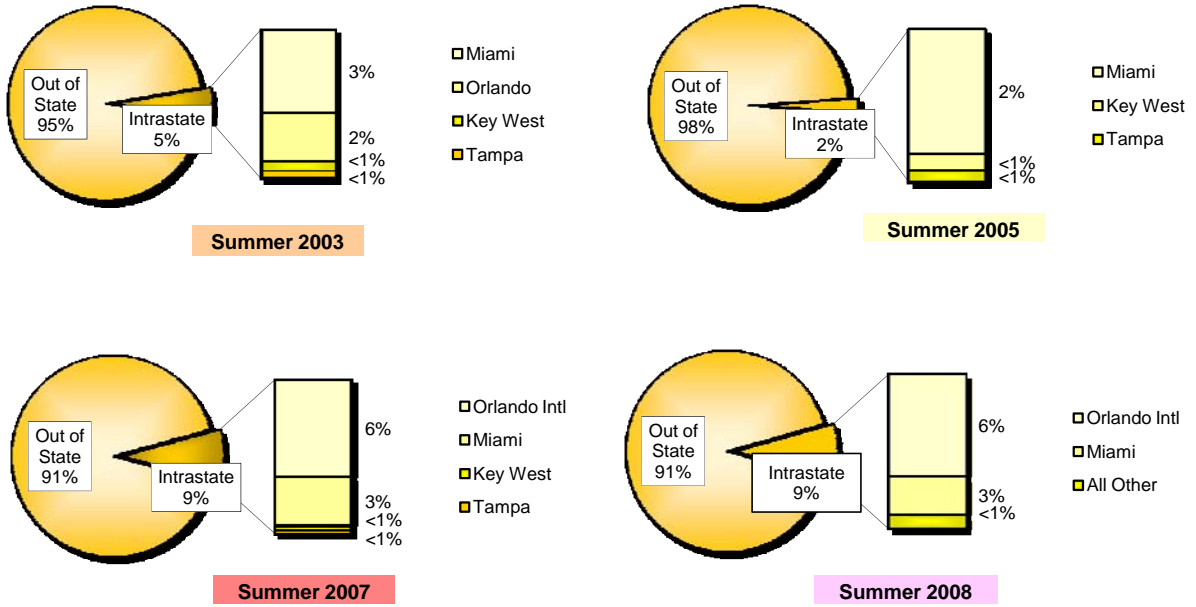 Out of
State
95%
Intrastate
5%
3%
2%
<1%
<1%
Miami
Orlando
Key West
Tampa
Summer 2003
Out of
State
98%
Intrastate
2%
2%
<1%
<1%
Miami
Key West
Tampa
Summer 2005
Out of
State
91%
Intrastate
9%
6%
3%
<1%
<1%
Orlando Intl
Miami
Key West
Tampa
Summer 2007
Out of
State
91%
Intrastate
9%
6%
3%
<1%
Orlando Intl
Miami
All Other
Summer 2008